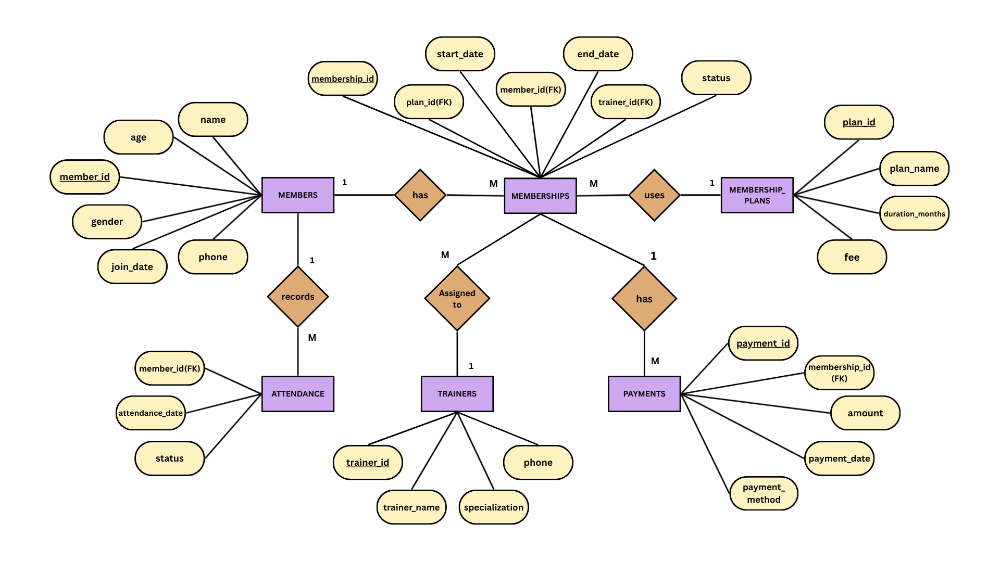 start_date
end_date
membership_id
member_id(FK)
status
plan_id(FK)
trainer_id(FK)
name
age
member_id
gender
join_date
phone
plan_id
plan_name
duration_months
fee
MEMBERS
1
has
M
MEMBERSHIPS
M
uses
1
MEMBERSHIP_
PLANS
1
records
M
M
Assigned
to
1
1
has
M
member_id(FK)
attendance_date
status
ATTENDANCE
TRAINERS
PAYMENTS
payment_id
membership_id
(FK)
amount
payment_date
payment_
method
trainer_id
trainer_name
specialization
phone